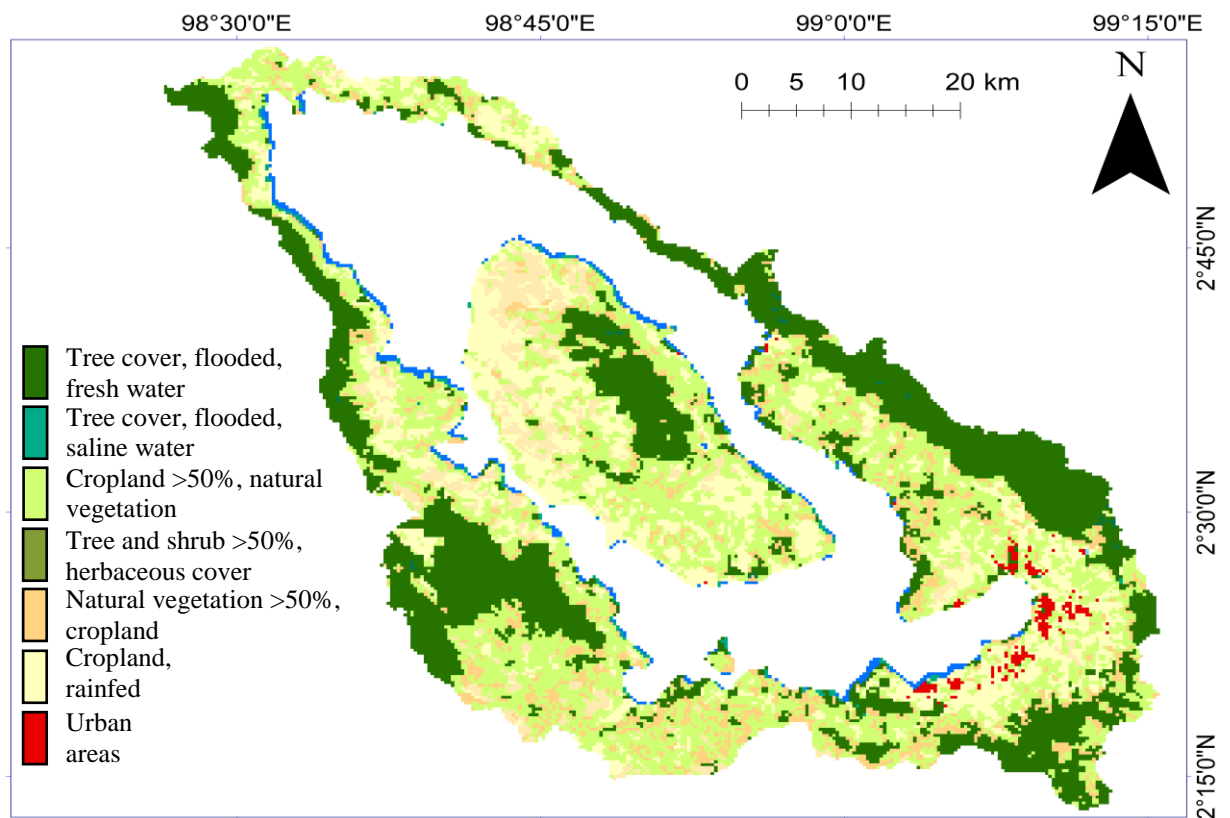 98°30'0"E 98°45'0"E 99°0'0"E 99°15'0"E
0 5 10 20 km
N
2°45'0"N
2°30'0"N
2°15'0"N
Tree cover, flooded,
fresh water
Tree cover, flooded,
saline water
Cropland >50%, natural
vegetation
Tree and shrub >50%,
herbaceous cover
Natural vegetation >50%,
cropland
Cropland,
rainfed
Urban
areas